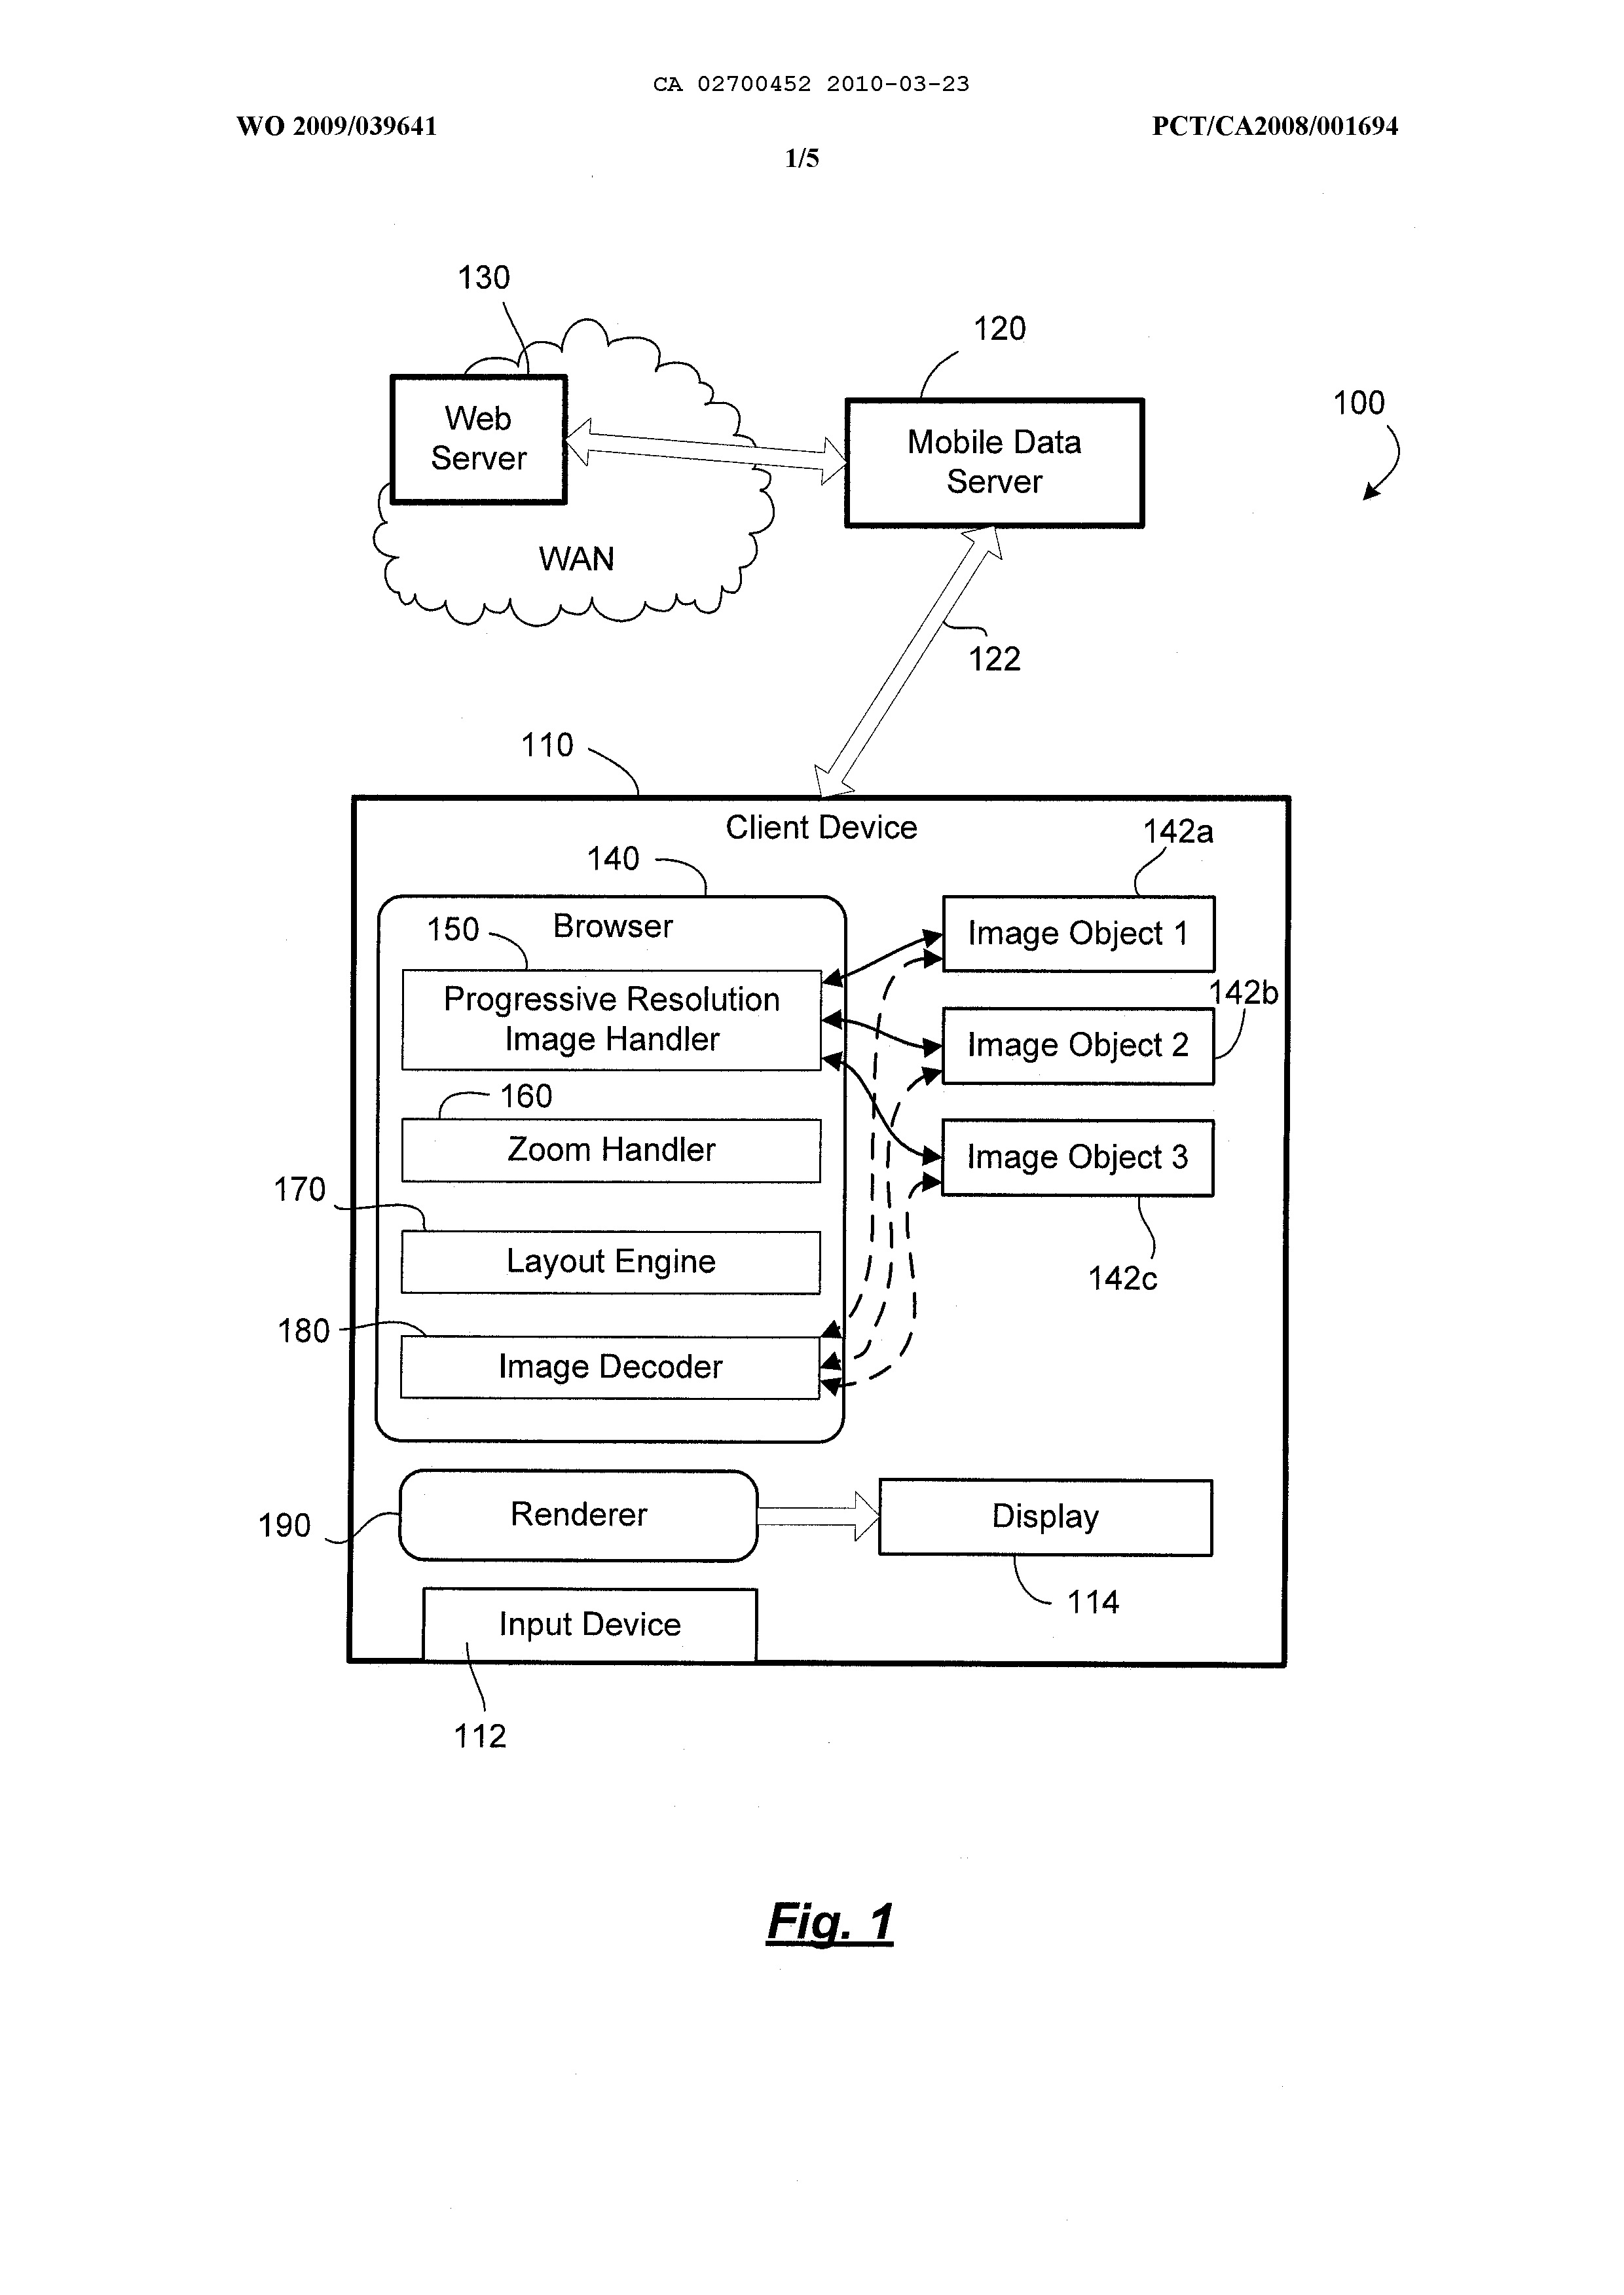 CA 02700452 2010-03-23
WO 2009/039641
PCT/CA2008/001694
1/5
130
120
100
Web
Server
Mobile Data
Server
WAN
122
110
Client Device
142a
140
Browser
150
Image Object 1
Progressive Resolution
Image Handler
142b
Image Object 2
160
Zoom Handler
Image Object 3
170
Layout Engine
142c
180
Image Decoder
190
Renderer
Display
114
Input Device
112
Fig. 1